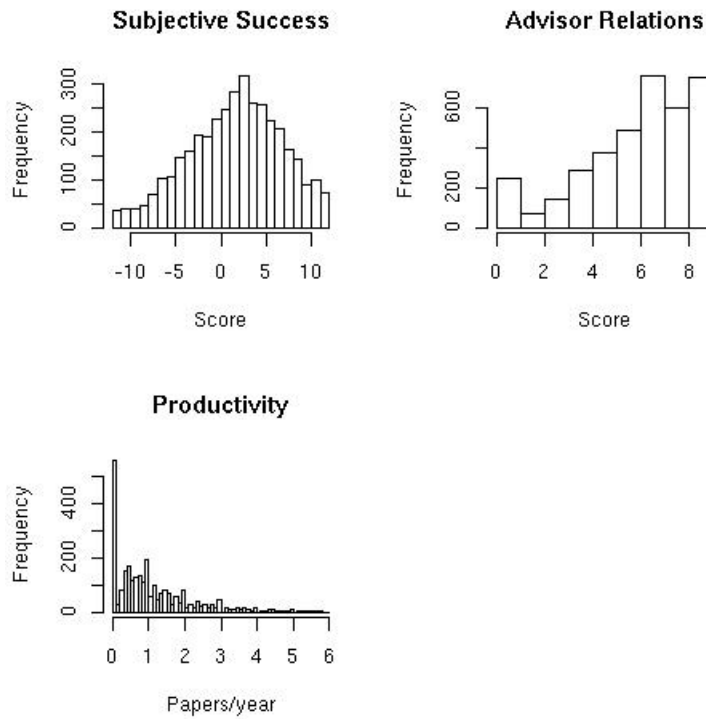 Subjective Success
Frequency
0 100 200 300
-10 -5 0 5 10
Score
Advisor Relations
Frequency
200 600
0
0 2 4 6 8
Score
Productivity
Frequency
0 200 400
0 1 2 3 4 5 6
Papers/year